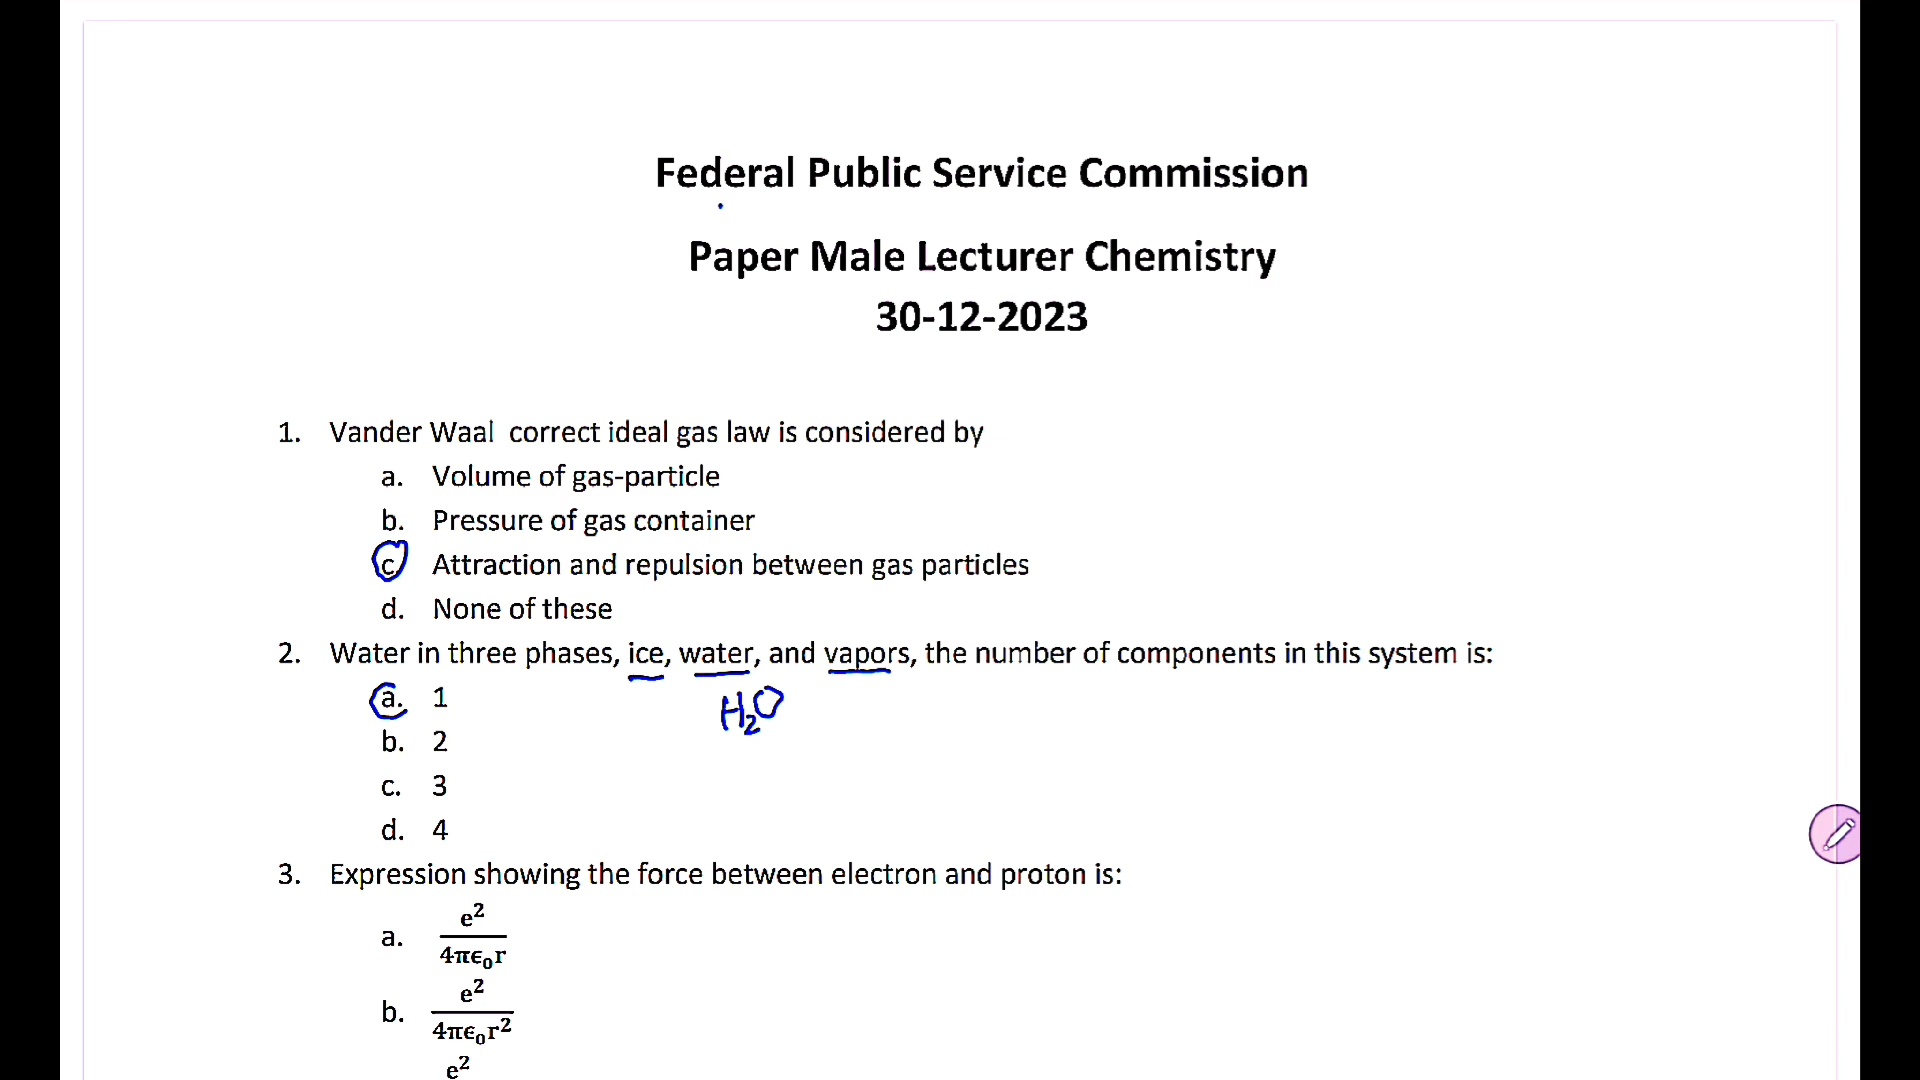 Federal Public Service Commission
Paper Male Lecturer Chemistry
30-12-2023
1. Vander Waal correct ideal gas law is considered by
a. Volume of gas-particle
b. Pressure of gas container
c. Attraction and repulsion between gas particles
d. None of these
2. Water in three phases, ice, water, and vapors, the number of components in this system is:
a. 1
H₂O
b. 2
c. 3
d. 4
3. Expression showing the force between electron and proton is:
a. e²/4πϵ₀r
b. e²/4πϵ₀r²
e²